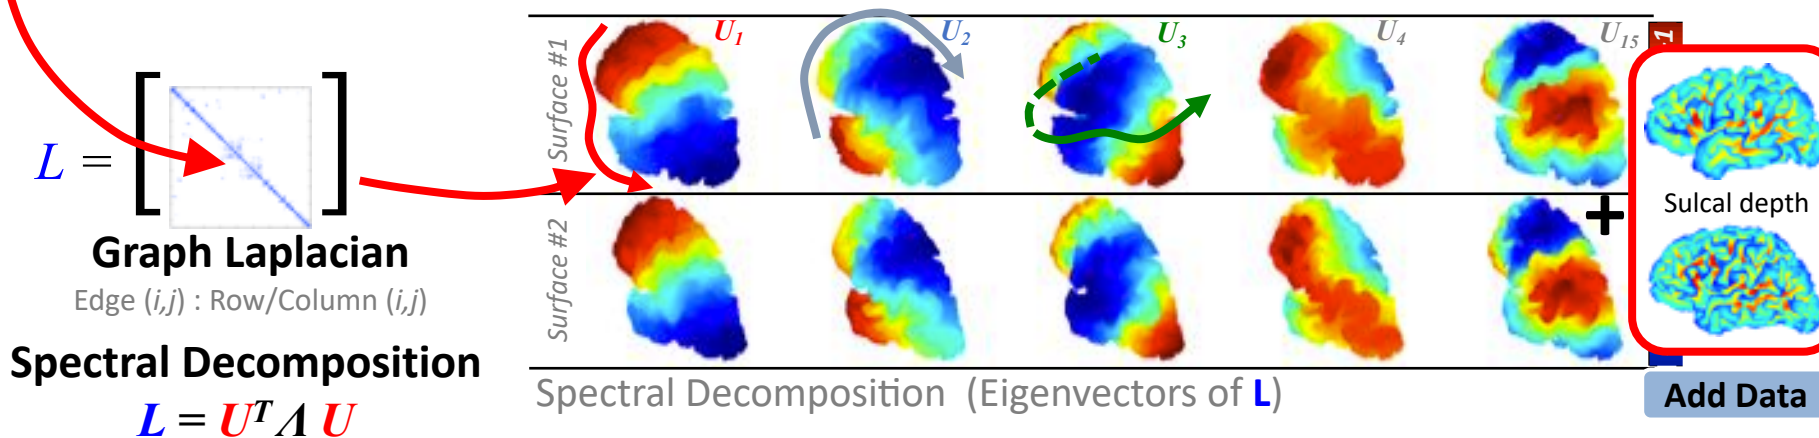 L =
Graph Laplacian
Edge (i,j) : Row/Column (i,j)
Spectral Decomposition
L = Uᵀ Λ U
Surface #1
U₁
U₂
U₃
U₄
U₁₅
Surface #2
+
Sulcal depth
Spectral Decomposition (Eigenvectors of L)
Add Data